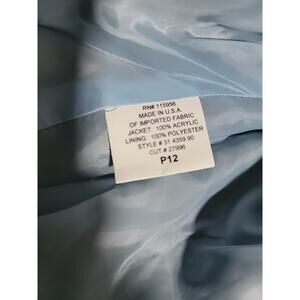 RN# 115956
MADE IN U.S.A.
OF IMPORTED FABRIC
JACKET: 100% ACRYLIC
LINING: 100% POLYESTER
STYLE # 31 4359 90
CUT # 27996
P12